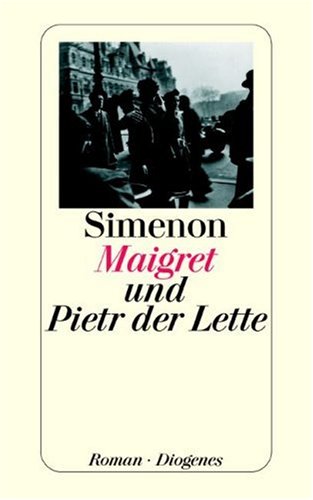 Simenon
Maigret
und
Pietr der Lette
Roman · Diogenes